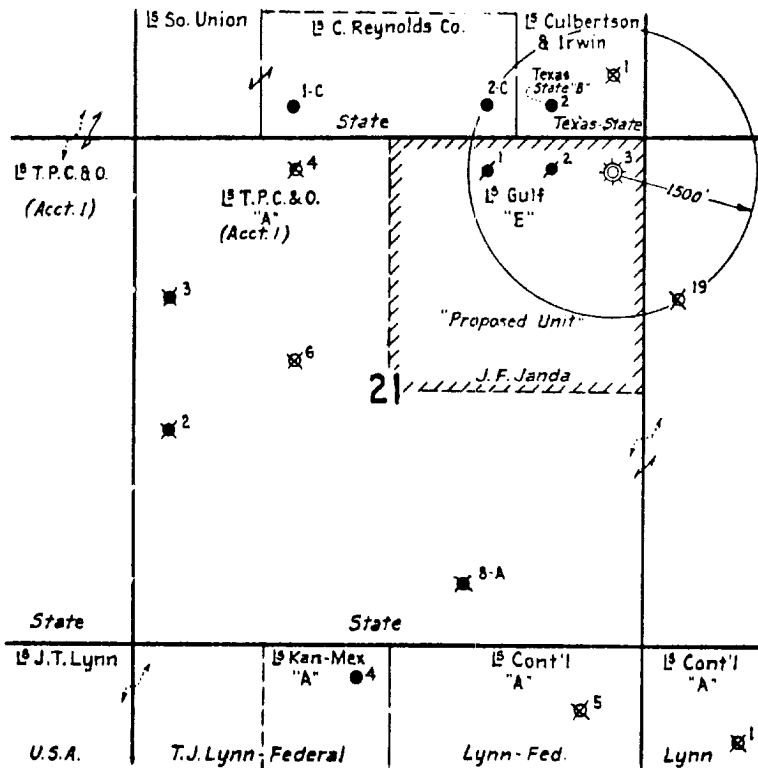 Ls So. Union
Ls C. Reynolds Co.
Ls Culbertson
& Irwin
1
1-C
2-C
Texas
State "B"
2
State
Texas-State
Ls T.P.C. & O.
(Acct. 1)
4
Ls T.P.C. & O.
"A"
(Acct. 1)
1
2
3
Ls Gulf
"E"
1500'
3
19
"Proposed Unit"
6
J.F. Janda
21
2
8-A
State
State
Ls J.T. Lynn
Ls Kan-Mex
"A"
4
Ls Cont'l
"A"
5
Ls Cont'l
"A"
1
U.S.A.
T.J. Lynn-Federal
Lynn-Fed.
Lynn